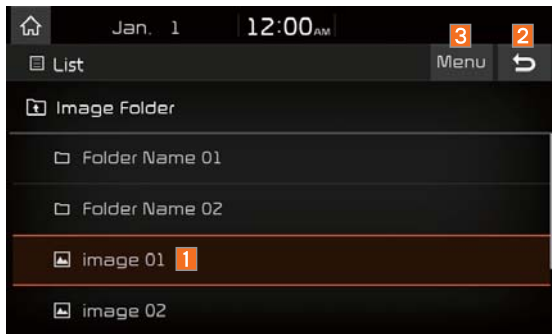 Jan. 1 12:00AM
3 2
List Menu
Image Folder
Folder Name 01
Folder Name 02
image 01 1
image 02